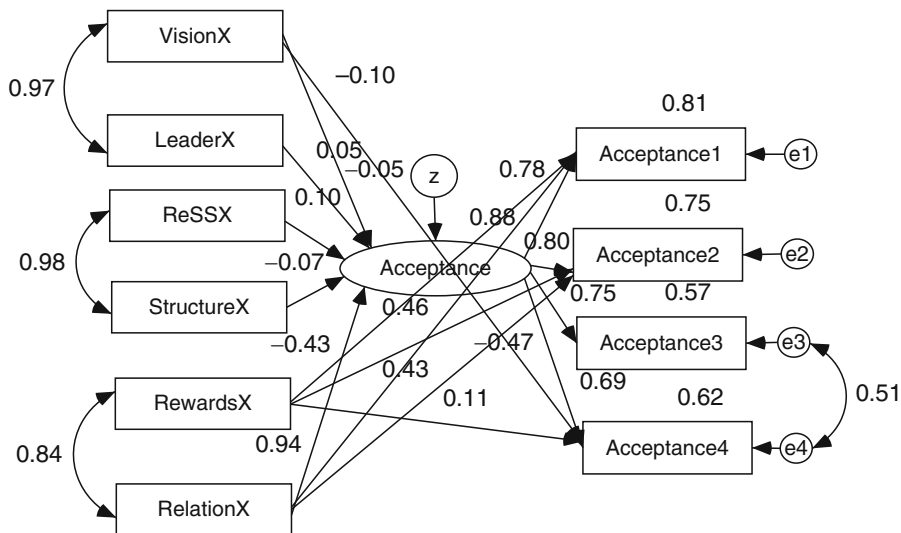 VisionX
−0.10
0.97
0.81
LeaderX
0.05
−0.05
0.78
Acceptance1
e1
z
0.10
ReSSX
0.88
0.75
0.80
Acceptance2
e2
0.98
−0.07
Acceptance
0.75
0.57
StructureX
0.46
−0.43
−0.47
Acceptance3
e3
0.43
0.69
0.51
RewardsX
0.11
0.62
0.84
0.94
Acceptance4
e4
RelationX